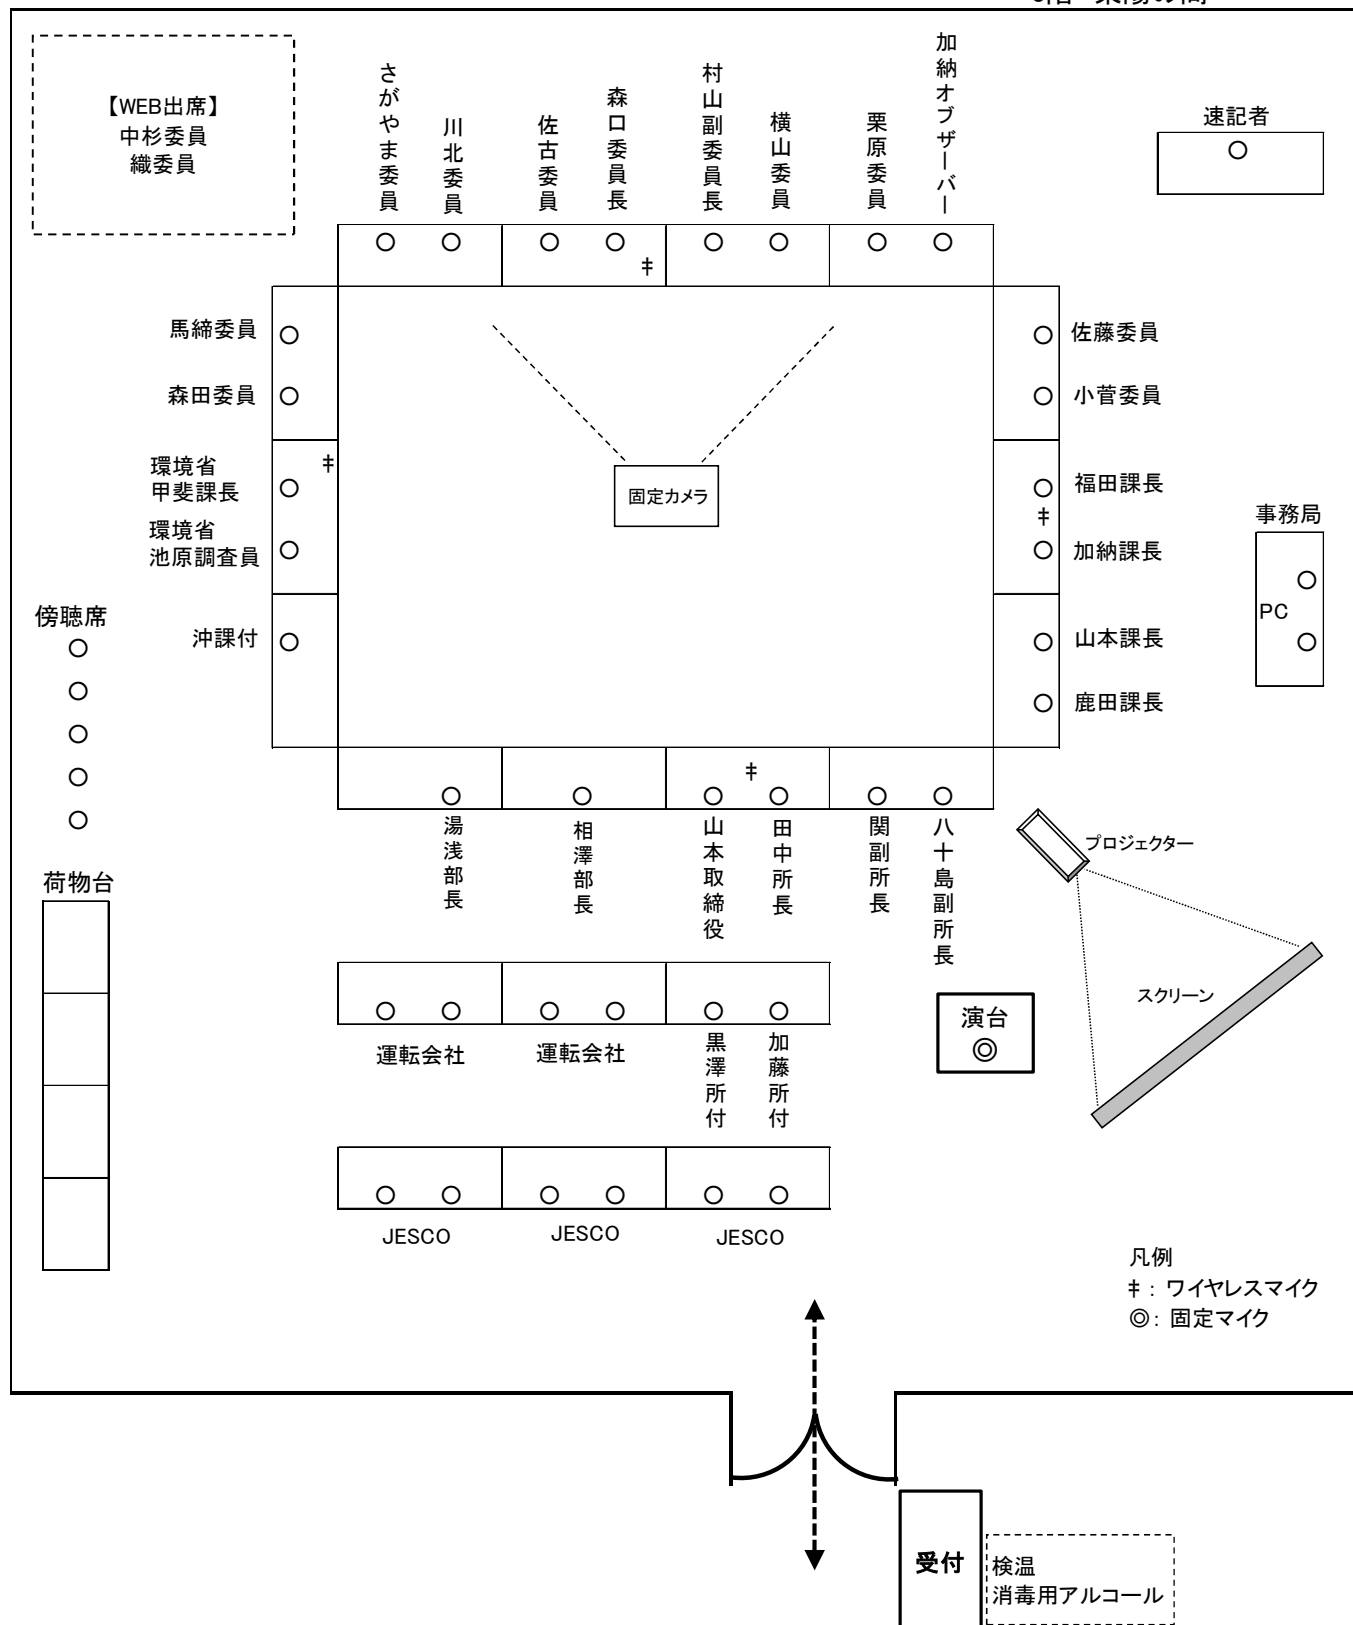 【WEB出席】
中杉委員
織委員
さがやま委員
川北委員
佐古委員
森口委員長
村山副委員長
横山委員
栗原委員
加納オブザーバー
速記者
馬締委員
森田委員
環境省
甲斐課長
環境省
池原調査員
沖課付
固定カメラ
佐藤委員
小菅委員
福田課長
加納課長
山本課長
鹿田課長
事務局
PC
傍聴席
荷物台
湯浅部長
相澤部長
山本取締役
田中所長
関副所長
八十島副所長
プロジェクター
スクリーン
演台
◎
運転会社
運転会社
黒澤所付
加藤所付
JESCO
JESCO
JESCO
凡例
ǂ： ワイヤレスマイク
◎： 固定マイク
受付
検温
消毒用アルコール